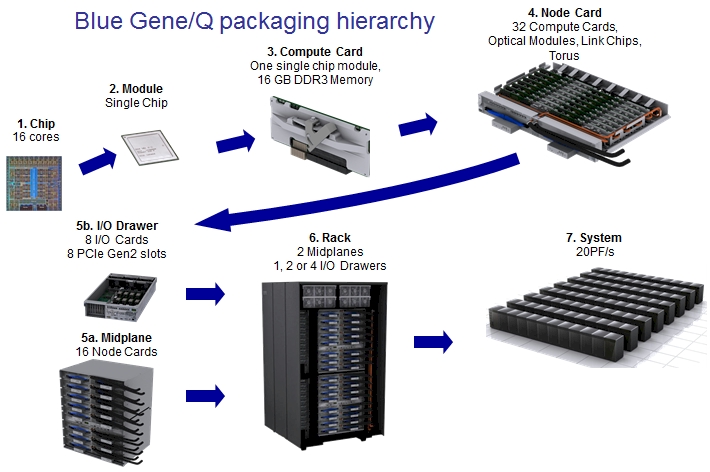 Blue Gene/Q packaging hierarchy
1. Chip
16 cores
2. Module
Single Chip
3. Compute Card
One single chip module,
16 GB DDR3 Memory
4. Node Card
32 Compute Cards,
Optical Modules, Link Chips,
Torus
5b. I/O Drawer
8 I/O Cards
8 PCIe Gen2 slots
5a. Midplane
16 Node Cards
6. Rack
2 Midplanes
1, 2 or 4 I/O Drawers
7. System
20PF/s